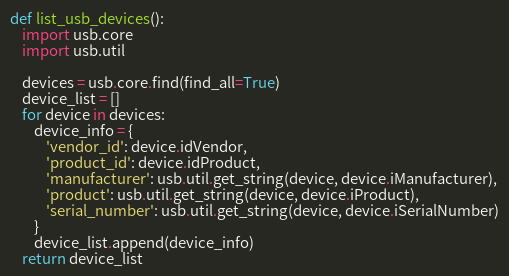 def list_usb_devices():
    import usb.core
    import usb.util

    devices = usb.core.find(find_all=True)
    device_list = []
    for device in devices:
        device_info = {
            'vendor_id': device.idVendor,
            'product_id': device.idProduct,
            'manufacturer': usb.util.get_string(device, device.iManufacturer),
            'product': usb.util.get_string(device, device.iProduct),
            'serial_number': usb.util.get_string(device, device.iSerialNumber)
        }
        device_list.append(device_info)
    return device_list